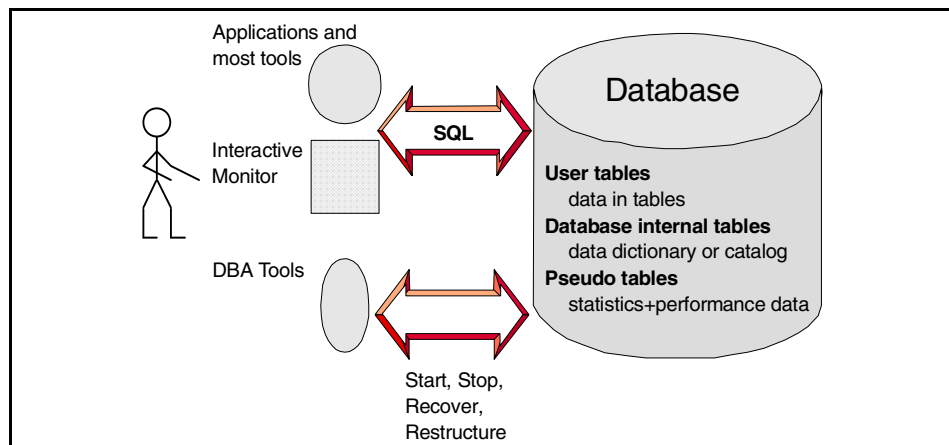 Applications and
most tools
Interactive
Monitor
DBA Tools
SQL
Start, Stop,
Recover,
Restructure
Database
User tables
data in tables
Database internal tables
data dictionary or catalog
Pseudo tables
statistics+performance data